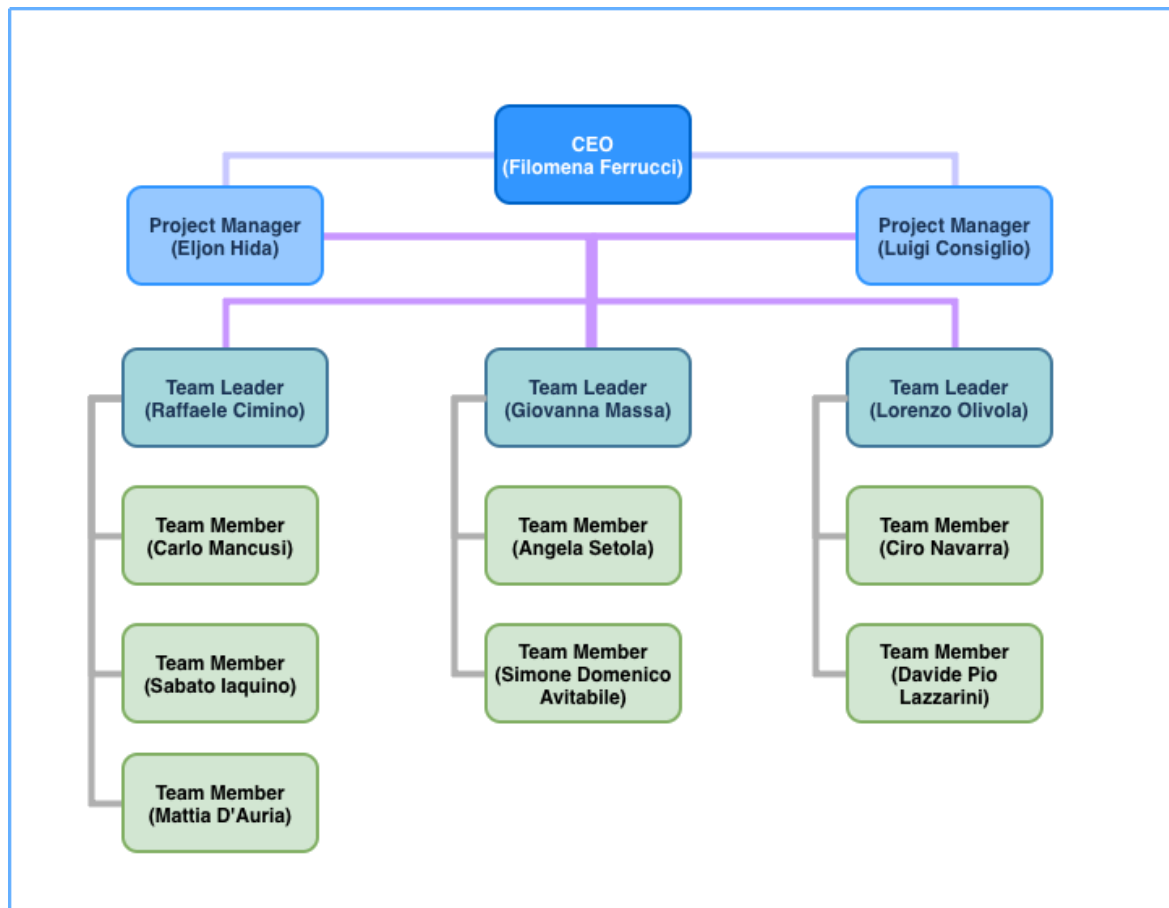 CEO
(Filomena Ferrucci)
Project Manager
(Eljon Hida)
Project Manager
(Luigi Consiglio)
Team Leader
(Raffaele Cimino)
Team Leader
(Giovanna Massa)
Team Leader
(Lorenzo Olivola)
Team Member
(Carlo Mancusi)
Team Member
(Angela Setola)
Team Member
(Ciro Navarra)
Team Member
(Sabato Iaquino)
Team Member
(Simone Domenico
Avitabile)
Team Member
(Davide Pio
Lazzarini)
Team Member
(Mattia D'Auria)